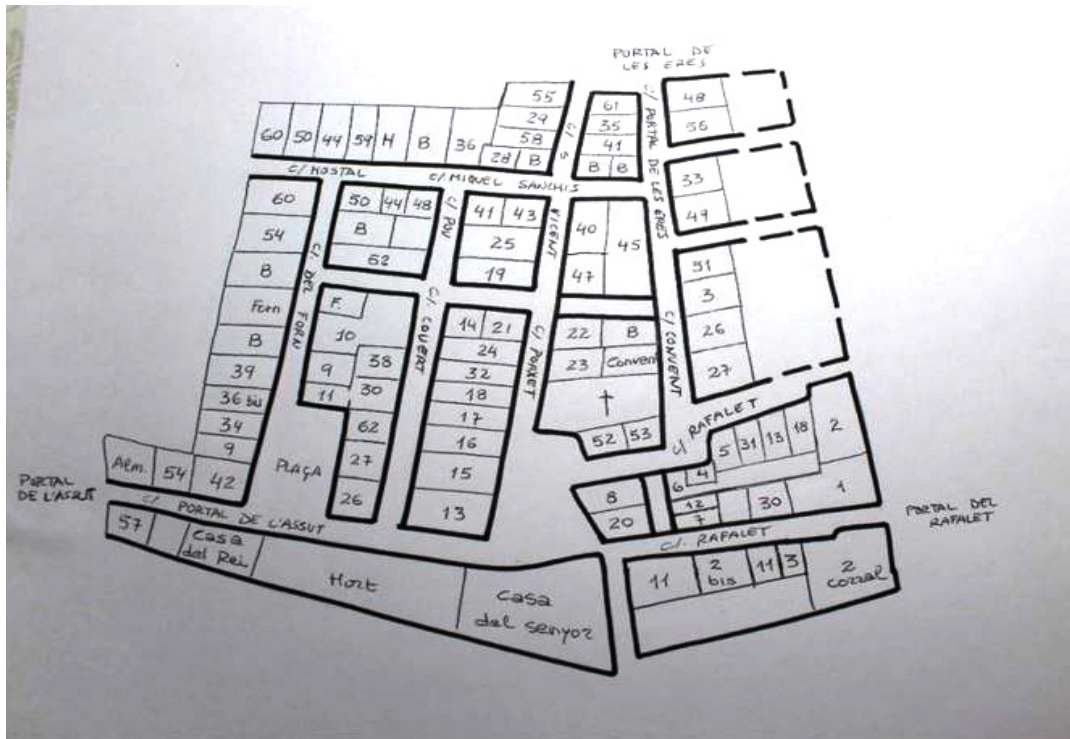 PORTAL DE
LES ERES
55
29
58
28 B
C/ S.
VICENT
61
35
41
B B
C/ PORTAL DE LES ERES
48
56
60 50 44 59 H B 36
C/ HOSTAL
C/ MIQUEL SANCHIS
33
49
60
54
B
Forn
B
39
36 bis
34
9
C/ DEL FORN
50 44 48
B
62
C/ POU
41 43
25
19
40 45
47
51
3
26
27
F.
10
38
9
30
11
62
27
26
C/ COVERT
14 21
24
32
18
17
16
15
13
C/ PORXET
22 B
23 Convent
†
52 53
C/ CONVENT
C/ RAFALET
PLAÇA
Alm. 54 42
PORTAL
DE L'ASSUT
C/ PORTAL DE L'ASSUT
8
20
6 4 5 31 13 18 2
12
7
30 1
PORTAL DEL
RAFALET
C/. RAFALET
57
Casa
del Rei
Hort
Casa
del senyor
11 2
bis
11 3
2
corral